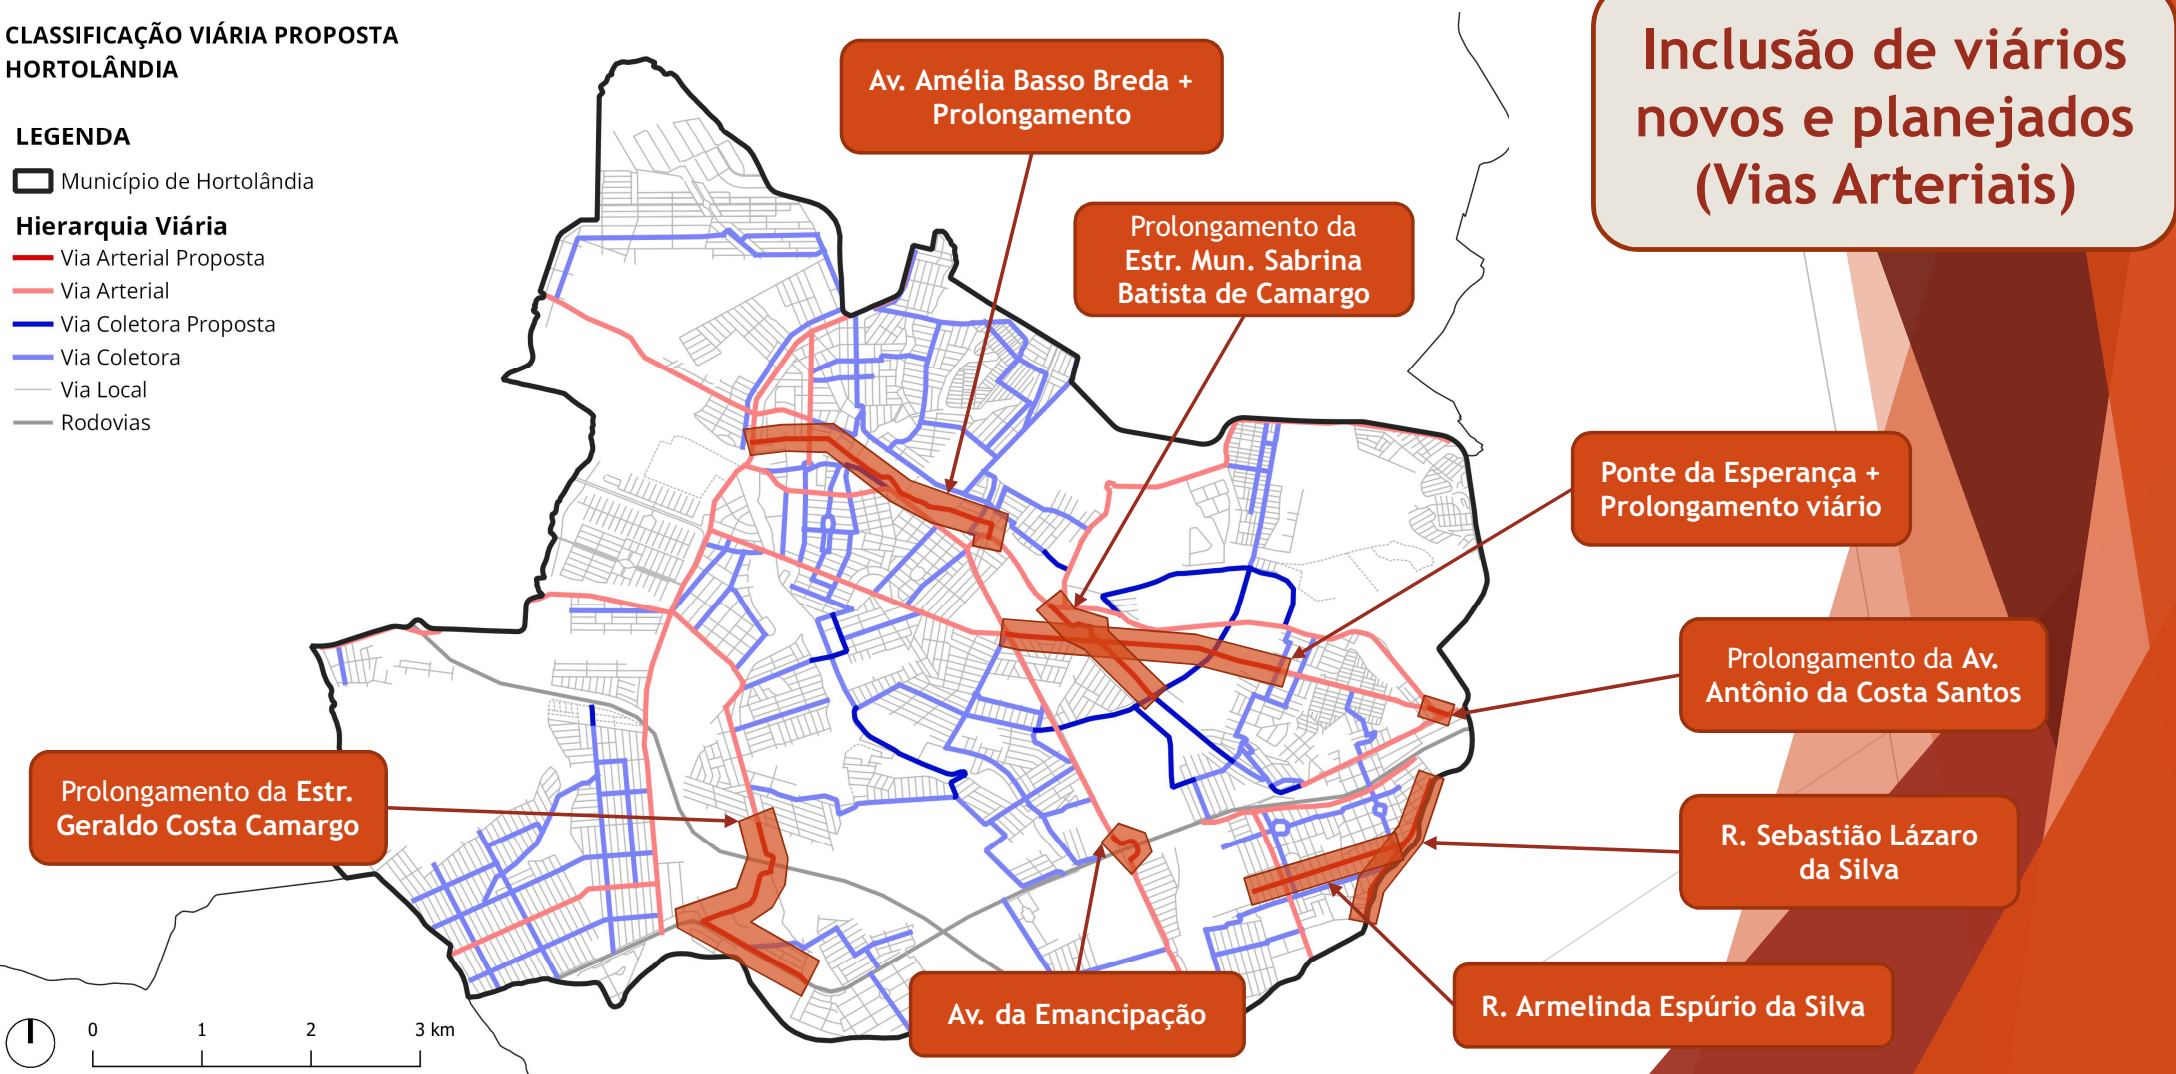 CLASSIFICAÇÃO VIÁRIA PROPOSTA
HORTOLÂNDIA
LEGENDA
Município de Hortolândia
Hierarquia Viária
Via Arterial Proposta
Via Arterial
Via Coletora Proposta
Via Coletora
Via Local
Rodovias
Inclusão de viários
novos e planejados
(Vias Arteriais)
Av. Amélia Basso Breda +
Prolongamento
Prolongamento da
Estr. Mun. Sabrina
Batista de Camargo
Ponte da Esperança +
Prolongamento viário
Prolongamento da Av.
Antônio da Costa Santos
Prolongamento da Estr.
Geraldo Costa Camargo
R. Sebastião Lázaro
da Silva
Av. da Emancipação
R. Armelinda Espúrio da Silva
0 1 2 3 km